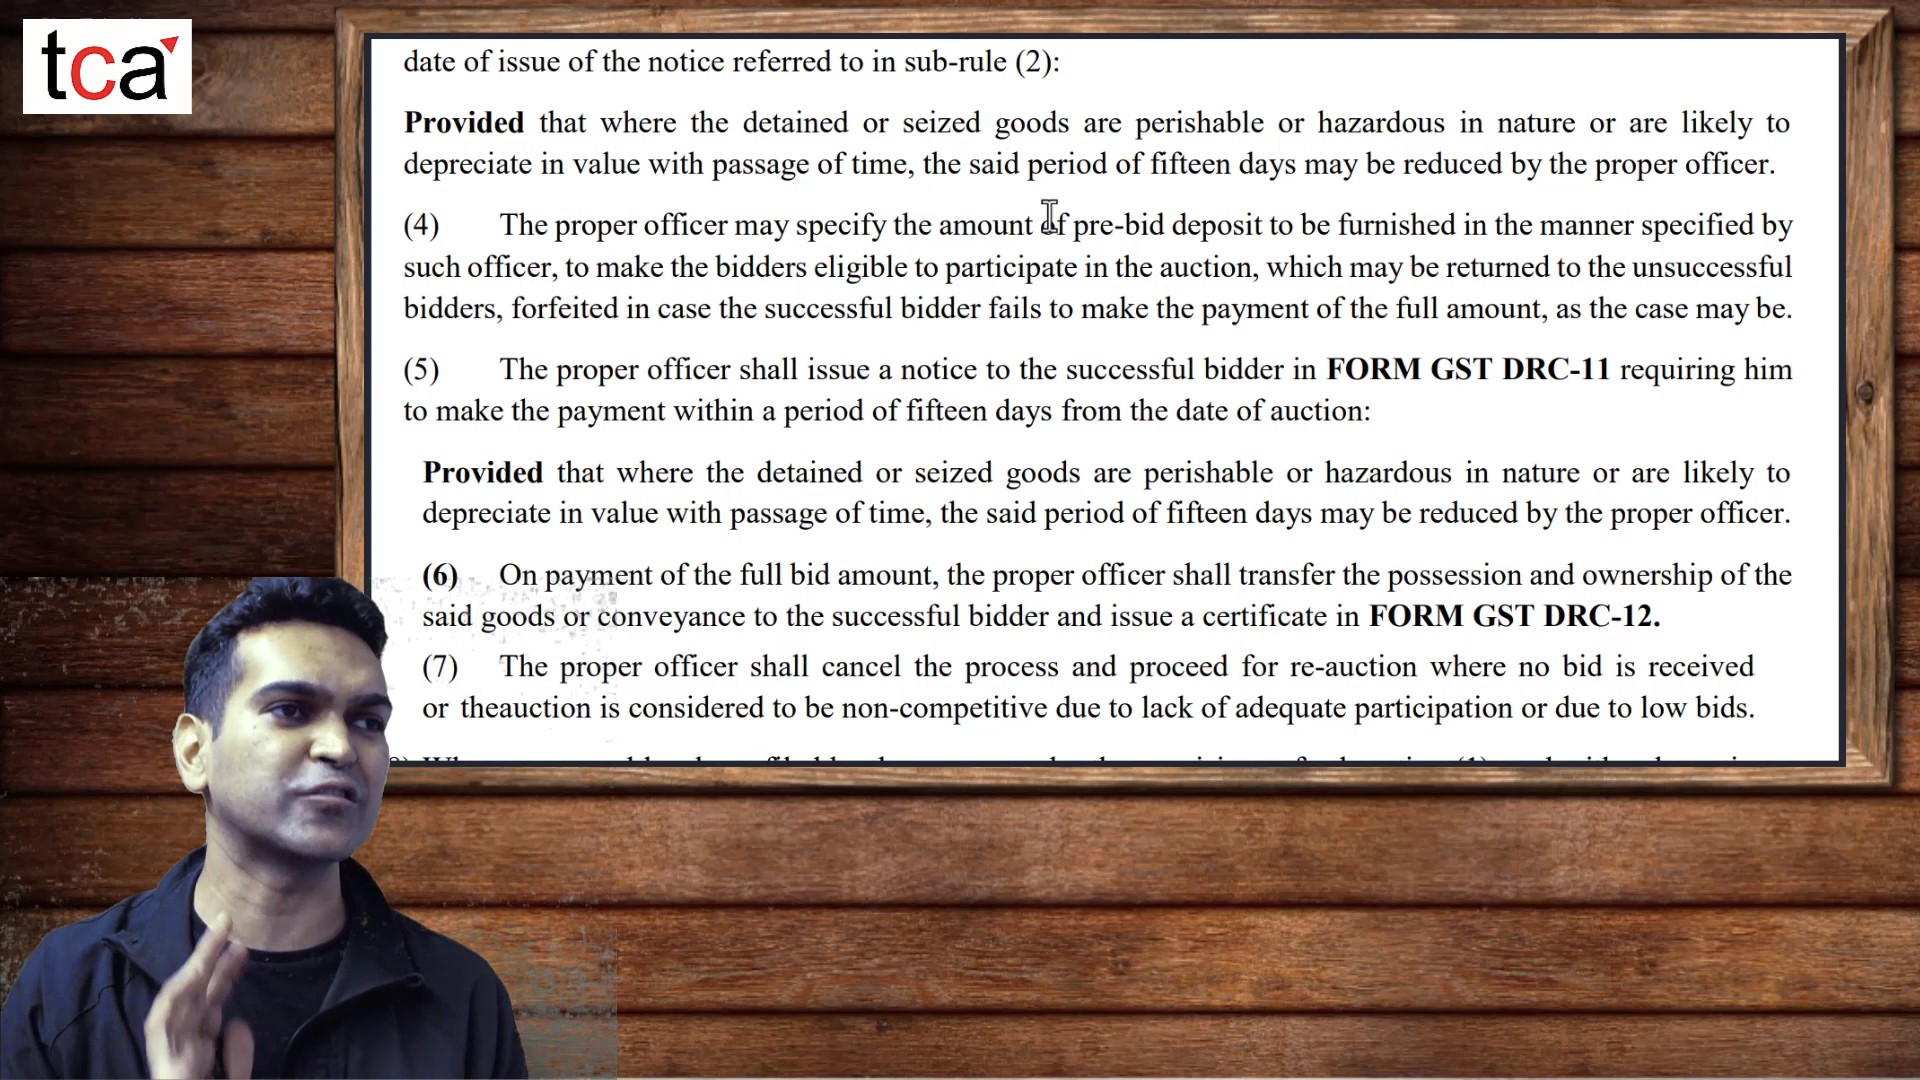 tca
date of issue of the notice referred to in sub-rule (2):
Provided that where the detained or seized goods are perishable or hazardous in nature or are likely to
depreciate in value with passage of time, the said period of fifteen days may be reduced by the proper officer.
(4) The proper officer may specify the amount of pre-bid deposit to be furnished in the manner specified by
such officer, to make the bidders eligible to participate in the auction, which may be returned to the unsuccessful
bidders, forfeited in case the successful bidder fails to make the payment of the full amount, as the case may be.
(5) The proper officer shall issue a notice to the successful bidder in FORM GST DRC-11 requiring him
to make the payment within a period of fifteen days from the date of auction:
Provided that where the detained or seized goods are perishable or hazardous in nature or are likely to
depreciate in value with passage of time, the said period of fifteen days may be reduced by the proper officer.
(6) On payment of the full bid amount, the proper officer shall transfer the possession and ownership of the
said goods or conveyance to the successful bidder and issue a certificate in FORM GST DRC-12.
(7) The proper officer shall cancel the process and proceed for re-auction where no bid is received
or theauction is considered to be non-competitive due to lack of adequate participation or due to low bids.